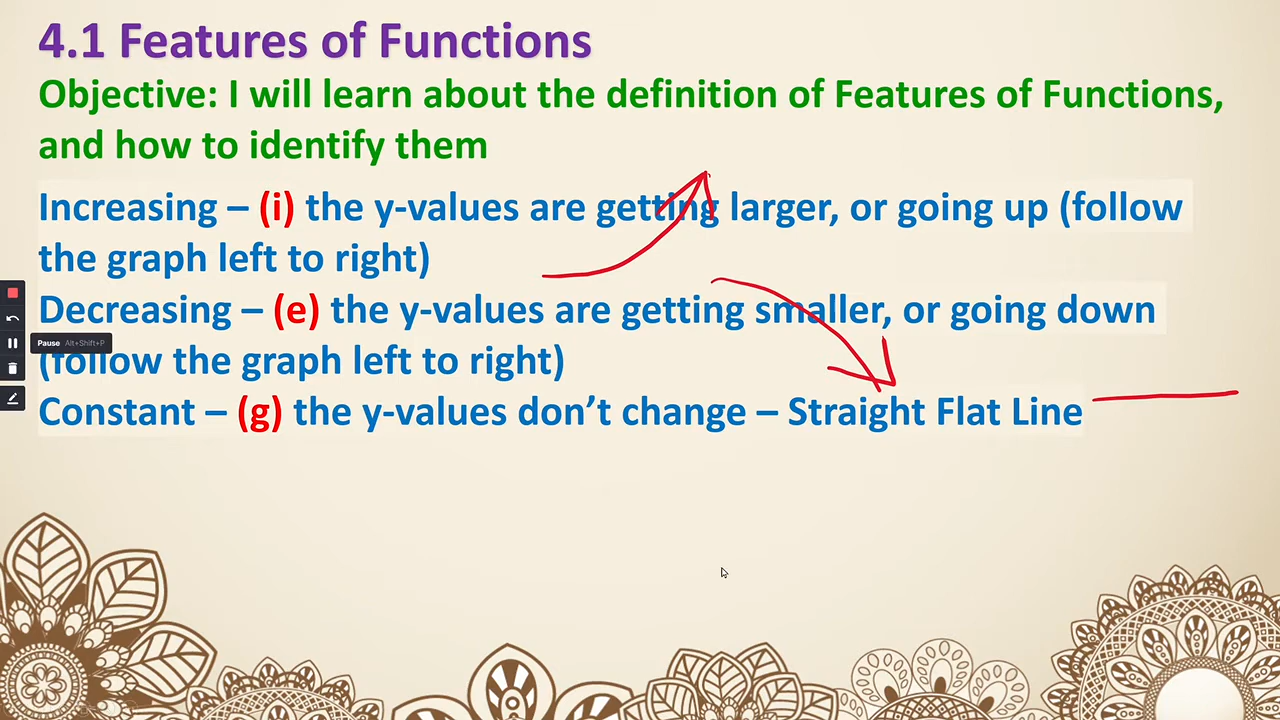 4.1 Features of Functions
Objective: I will learn about the definition of Features of Functions,
and how to identify them
Increasing – (i) the y-values are getting larger, or going up (follow
the graph left to right)
Decreasing – (e) the y-values are getting smaller, or going down
Pause Alt+Shift+P
(follow the graph left to right)
Constant – (g) the y-values don’t change – Straight Flat Line